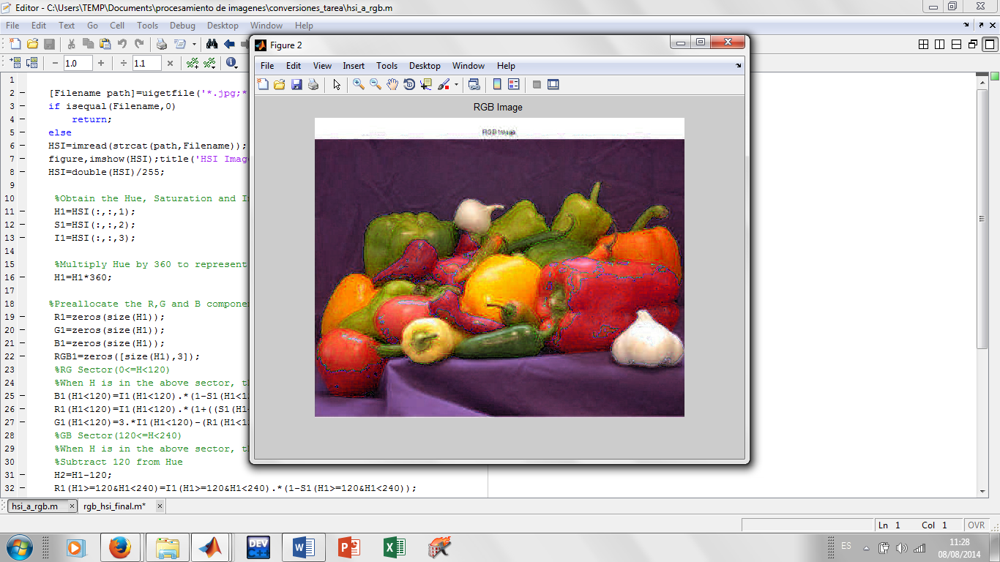 Editor - C:\Users\TEMP\Documents\procesamiento de imagenes\conversiones_tarea\hsi_a_rgb.m
File Edit Text Go Cell Tools Debug Desktop Window Help
1.0
1.1
Figure 2
File Edit View Insert Tools Desktop Window Help
RGB Image
RGB Image
1
2 [Filename path]=uigetfile('*.jpg;*
3 if isequal(Filename,0)
4 return;
5 else
6 HSI=imread(strcat(path,Filename));
7 figure,imshow(HSI);title('HSI Imag
8 HSI=double(HSI)/255;
9
10 %Obtain the Hue, Saturation and I
11 H1=HSI(:,:,1);
12 S1=HSI(:,:,2);
13 I1=HSI(:,:,3);
14
15 %Multiply Hue by 360 to represent
16 H1=H1*360;
17
18 %Preallocate the R,G and B compone
19 R1=zeros(size(H1));
20 G1=zeros(size(H1));
21 B1=zeros(size(H1));
22 RGB1=zeros([size(H1),3]);
23 %RG Sector(0<=H<120)
24 %When H is in the above sector, t
25 B1(H1<120)=I1(H1<120).*(1-S1(H1<1
26 R1(H1<120)=I1(H1<120).*(1+((S1(H1
27 G1(H1<120)=3.*I1(H1<120)-(R1(H1<1
28 %GB Sector(120<=H<240)
29 %When H is in the above sector, t
30 %Subtract 120 from Hue
31 H2=H1-120;
32 R1(H1>=120&H1<240)=I1(H1>=120&H1<240).*(1-S1(H1>=120&H1<240));
hsi_a_rgb.m rgb_hsi_final.m*
Ln 1 Col 1 OVR
DEV
ES
11:28
08/08/2014